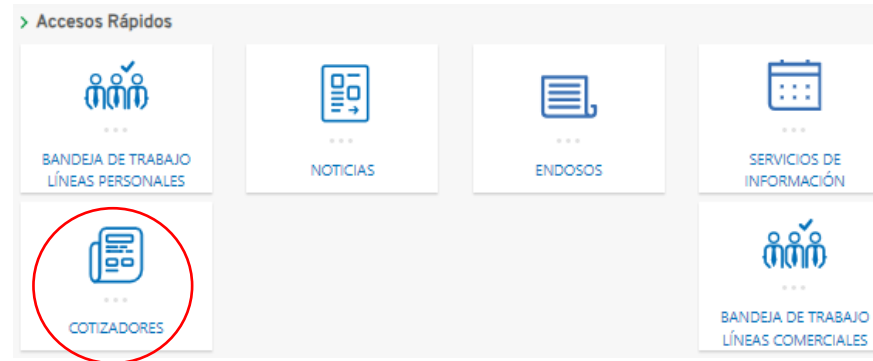 > Accesos Rápidos
BANDEJA DE TRABAJO
LÍNEAS PERSONALES
NOTICIAS
ENDOSOS
SERVICIOS DE
INFORMACIÓN
COTIZADORES
BANDEJA DE TRABAJO
LÍNEAS COMERCIALES